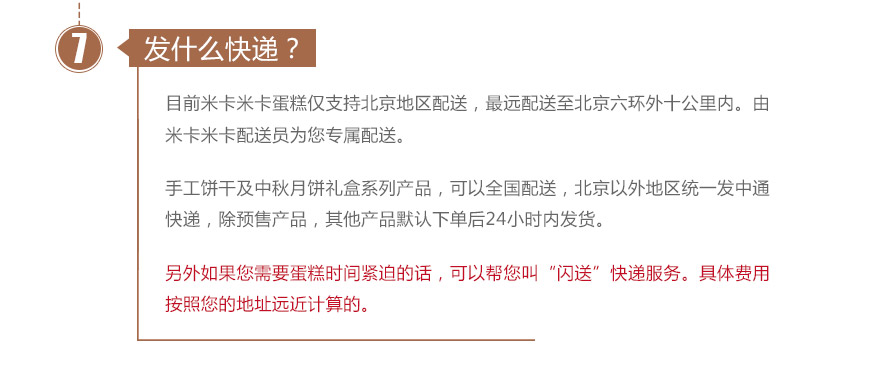 7
发什么快递？
目前米卡米卡蛋糕仅支持北京地区配送，最远配送至北京六环外十公里内。由
米卡米卡配送员为您专属配送。
手工饼干及中秋月饼礼盒系列产品，可以全国配送，北京以外地区统一发中通
快递，除预售产品，其他产品默认下单后24小时内发货。
另外如果您需要蛋糕时间紧迫的话，可以帮您叫“闪送”快递服务。具体费用
按照您的地址远近计算的。